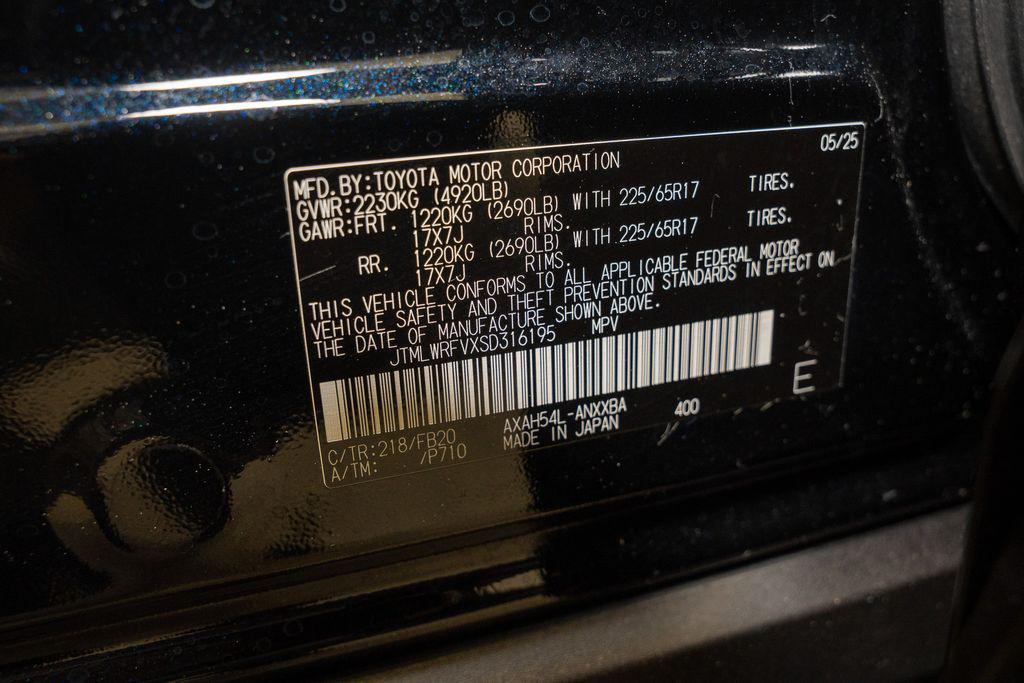 05/25
MFD.BY:TOYOTA MOTOR CORPORATION
GVWR:2230KG (4920LB)
GAWR:FRT. 1220KG (2690LB) WITH 225/65R17 TIRES.
17X7J RIMS.
RR. 1220KG (2690LB) WITH 225/65R17 TIRES.
17X7J RIMS.
THIS VEHICLE CONFORMS TO ALL APPLICABLE FEDERAL MOTOR
VEHICLE SAFETY AND THEFT PREVENTION STANDARDS IN EFFECT ON
THE DATE OF MANUFACTURE SHOWN ABOVE.
JTMLWRFVXSD316195 MPV
E
C/TR:218/FB20 AXAH54L-ANXXBA 400
A/TM: /P710 MADE IN JAPAN